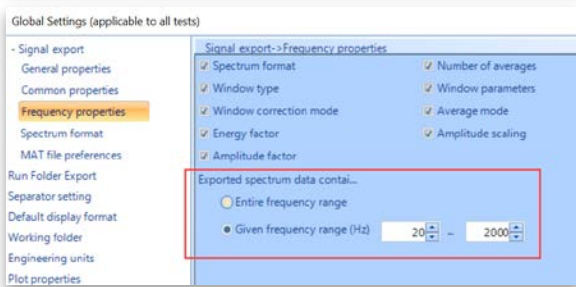 Global Settings (applicable to all tests)
- Signal export
General properties
Common properties
Frequency properties
Spectrum format
MAT file preferences
Run Folder Export
Separator setting
Default display format
Working folder
Engineering units
Plot properties
Signal export->Frequency properties
Spectrum format
Number of averages
Window type
Window parameters
Window correction mode
Average mode
Energy factor
Amplitude scaling
Amplitude factor
Exported spectrum data contai...
Entire frequency range
Given frequency range (Hz) 20 - 2000